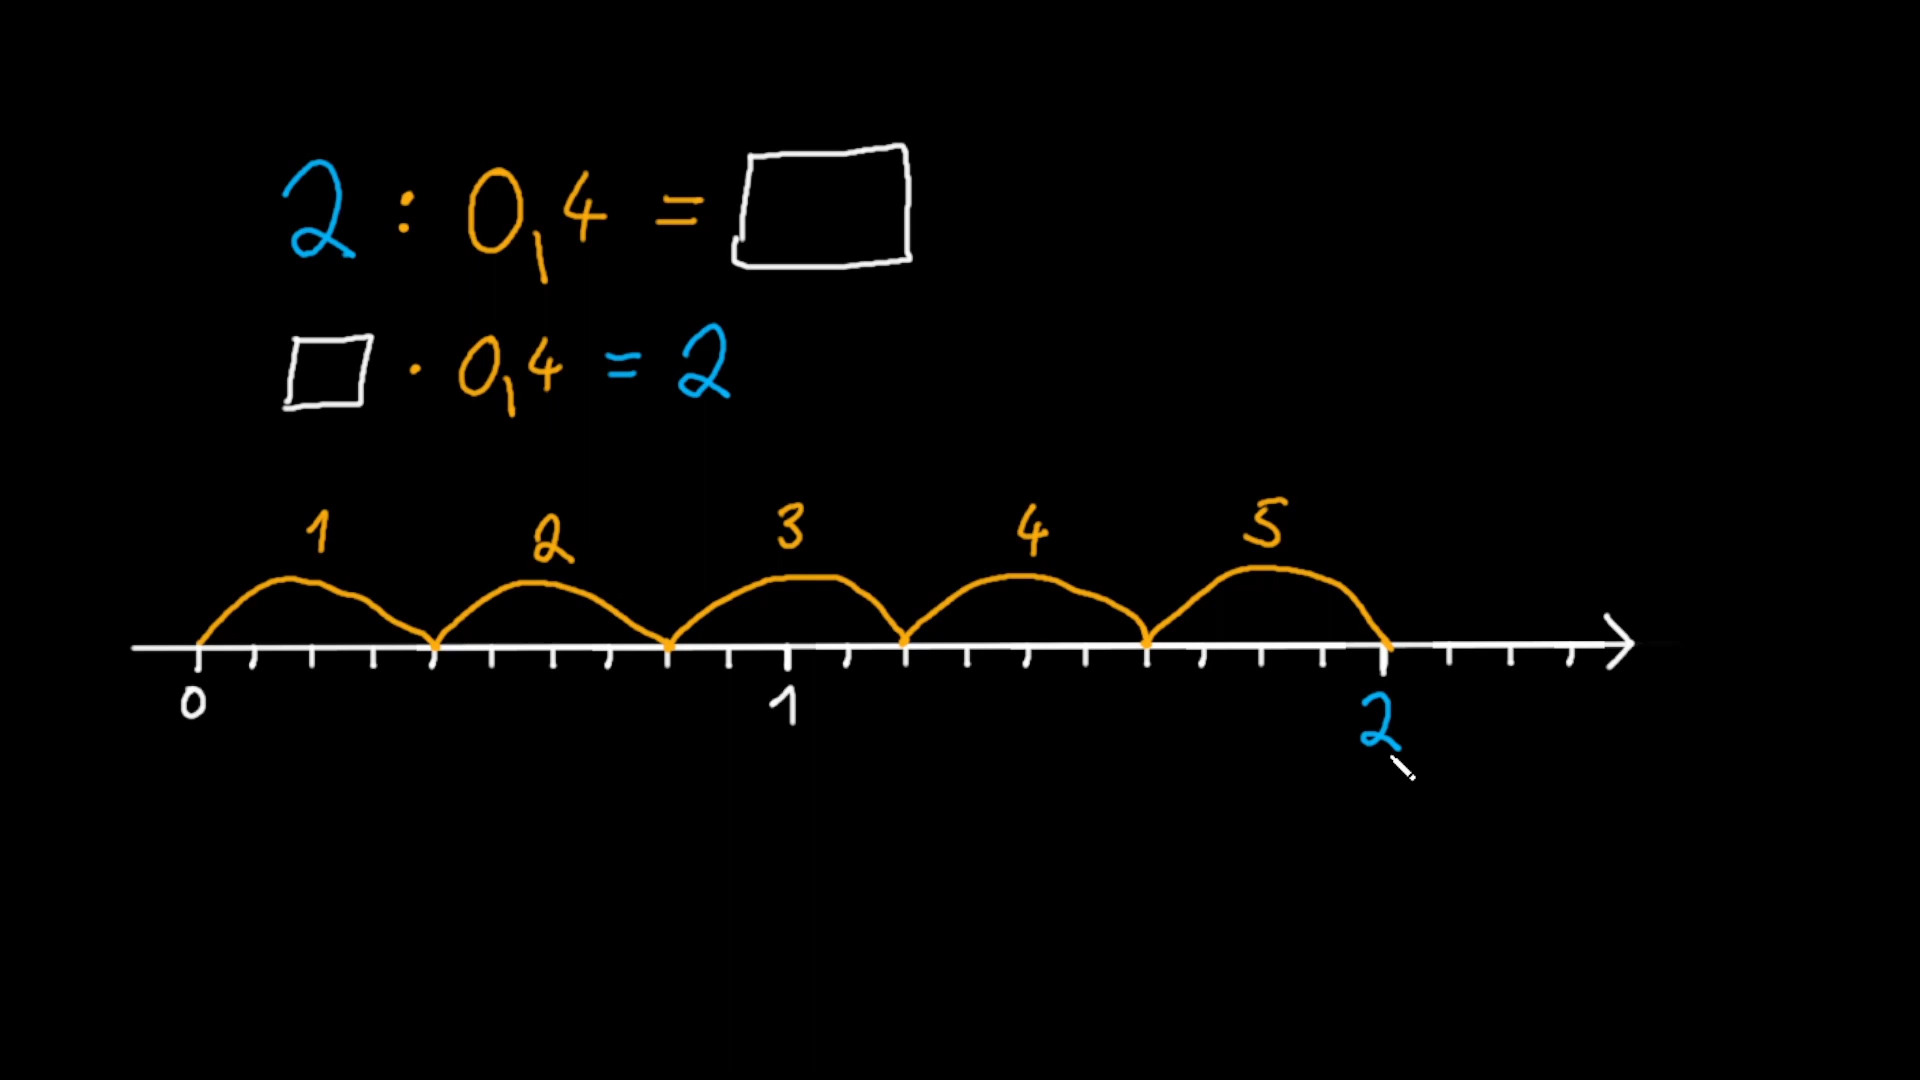 2 : 0,4 = □
□ · 0,4 = 2
1 2 3 4 5
0 1 2